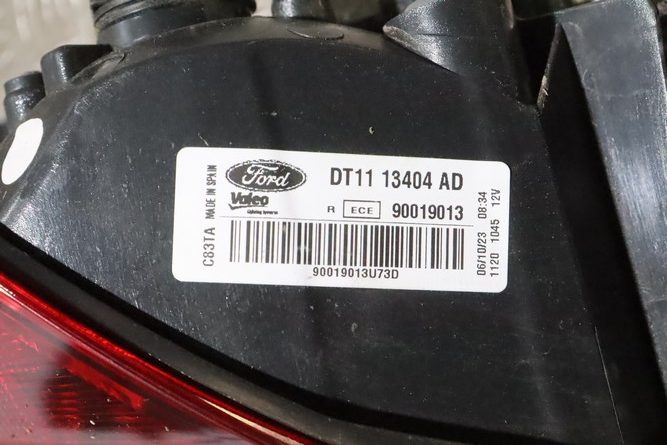 C83TA MADE IN SPAIN
Ford
DT11 13404 AD
Valeo
R ECE 90019013
90019013U73D
06/10/23 08:34
1120 1045 12V